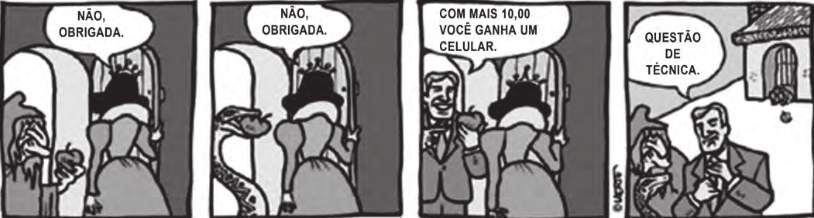 NÃO,
OBRIGADA.
NÃO,
OBRIGADA.
COM MAIS 10,00
VOCÊ GANHA UM
CELULAR.
QUESTÃO
DE
TÉCNICA.